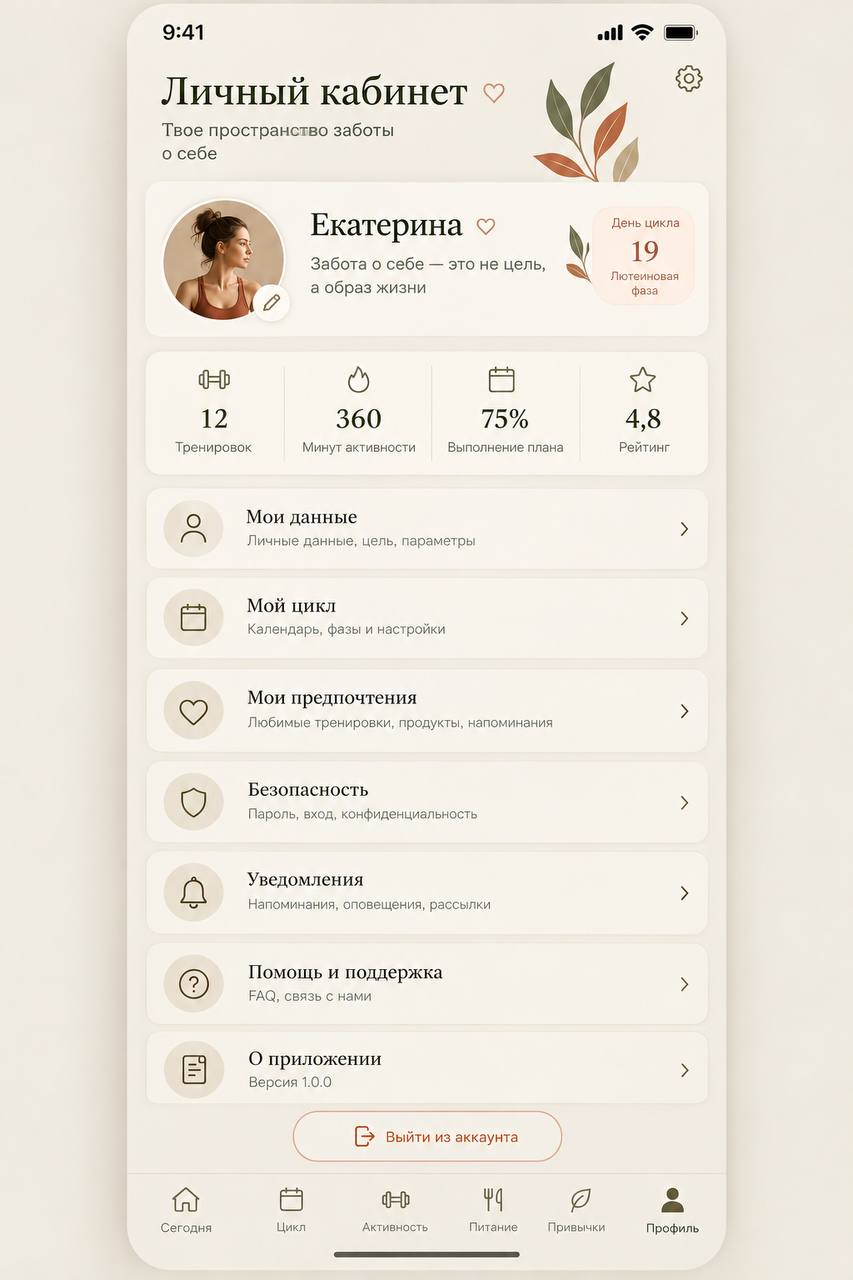 9:41
Личный кабинет
Твое пространство заботы
о себе
Екатерина
Забота о себе — это не цель,
а образ жизни
День цикла
19
Лютеиновая
фаза
12
Тренировок
360
Минут активности
75%
Выполнение плана
4,8
Рейтинг
Мои данные
Личные данные, цель, параметры
Мой цикл
Календарь, фазы и настройки
Мои предпочтения
Любимые тренировки, продукты, напоминания
Безопасность
Пароль, вход, конфиденциальность
Уведомления
Напоминания, оповещения, рассылки
Помощь и поддержка
FAQ, связь с нами
О приложении
Версия 1.0.0
Выйти из аккаунта
Сегодня
Цикл
Активность
Питание
Привычки
Профиль